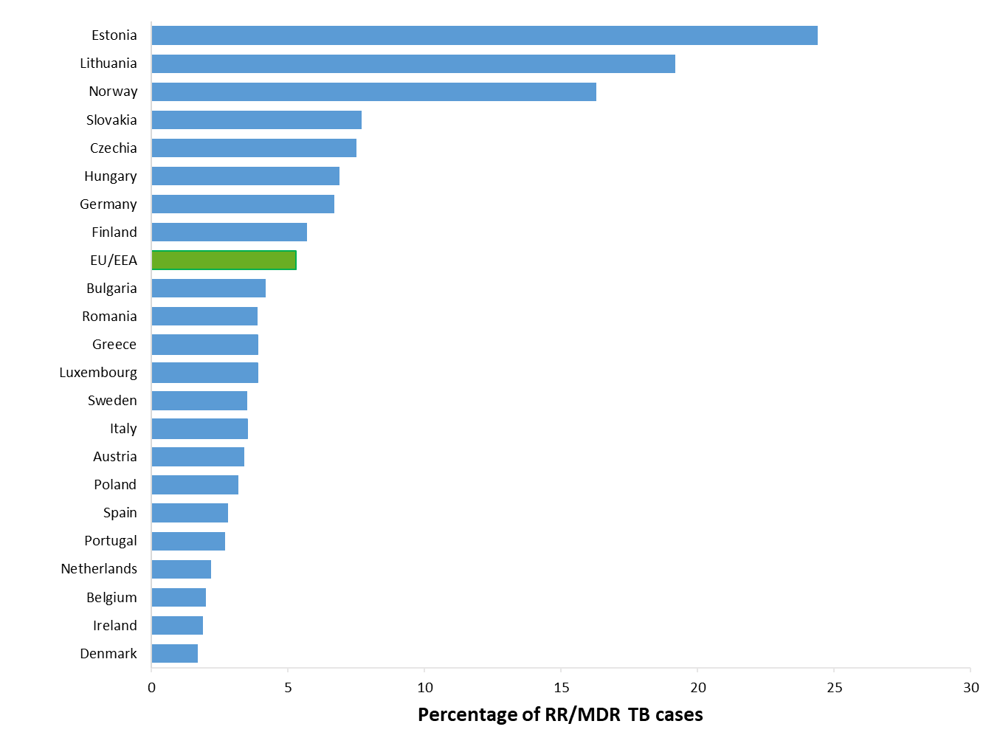 Estonia
Lithuania
Norway
Slovakia
Czechia
Hungary
Germany
Finland
EU/EEA
Bulgaria
Romania
Greece
Luxembourg
Sweden
Italy
Austria
Poland
Spain
Portugal
Netherlands
Belgium
Ireland
Denmark
0 5 10 15 20 25 30
Percentage of RR/MDR TB cases